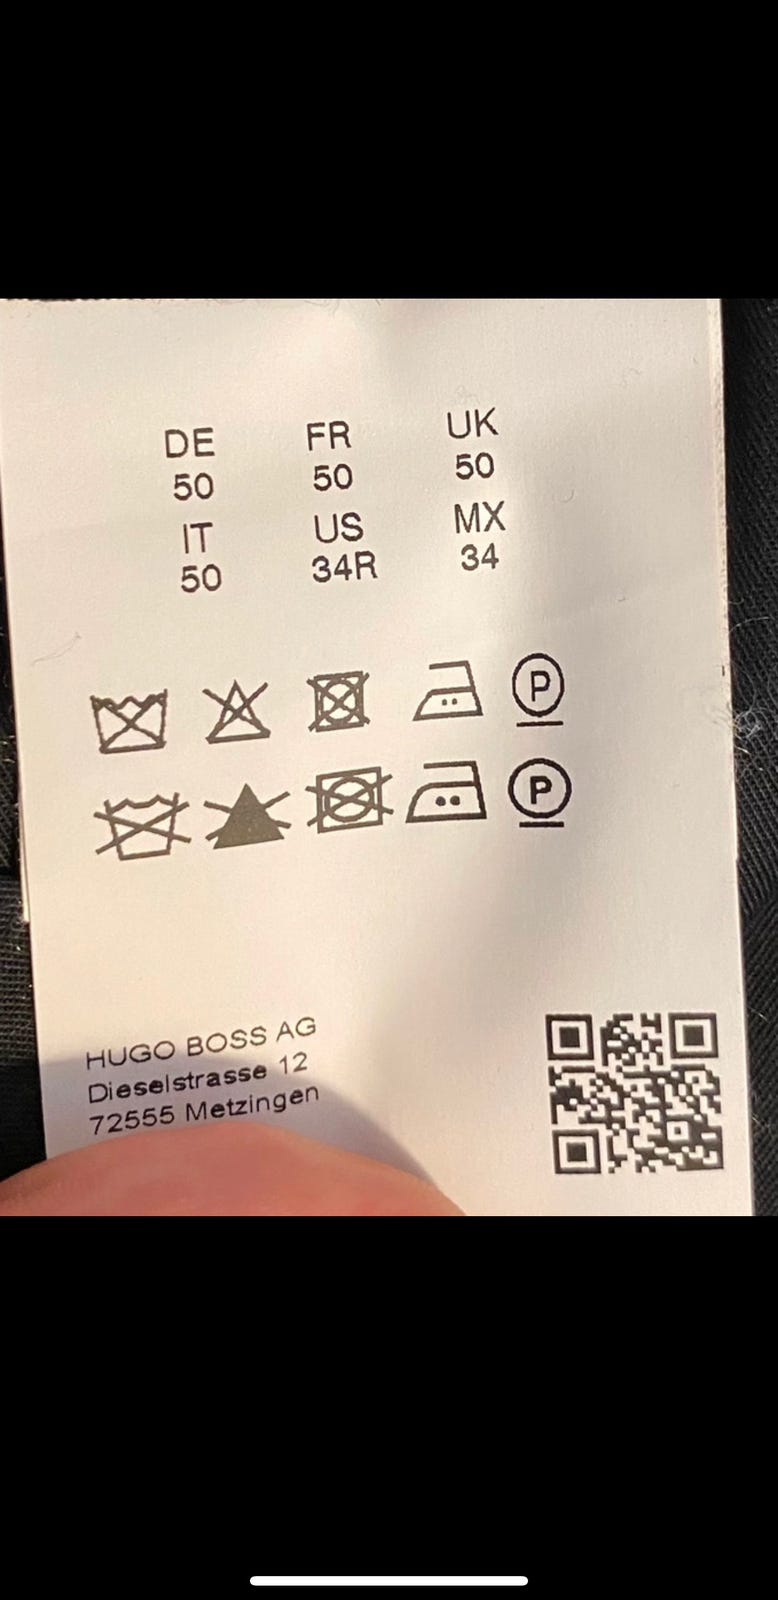 DE FR UK
50 50 50
IT US MX
50 34R 34
P
P
HUGO BOSS AG
Dieselstrasse 12
72555 Metzingen